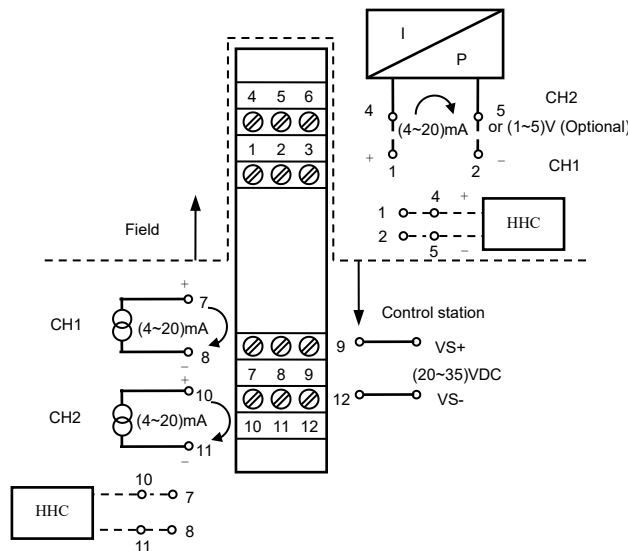 I
P
4
5
CH2
(4~20)mA
or (1~5)V (Optional)
+
1
2
−
CH1
4 5 6
1 2 3
Field
1
4
+
2
5
−
HHC
Control station
CH1
+
7
(4~20)mA
8
−
9
VS+
(20~35)VDC
12
VS-
7 8 9
10 11 12
CH2
+
10
(4~20)mA
11
−
HHC
10
7
11
8